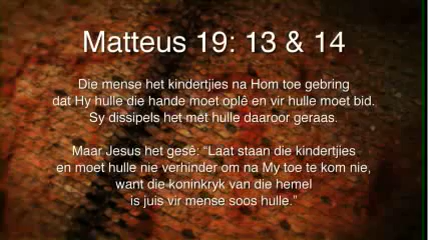 Matteus 19: 13 & 14
Die mense het kindertjies na Hom toe gebring
dat Hy hulle die hande moet oplê en vir hulle moet bid.
Sy dissipels het met hulle daaroor geraas.
Maar Jesus het gesê: “Laat staan die kindertjies
en moet hulle nie verhinder om na My toe te kom nie,
want die koninkryk van die hemel
is juis vir mense soos hulle.”